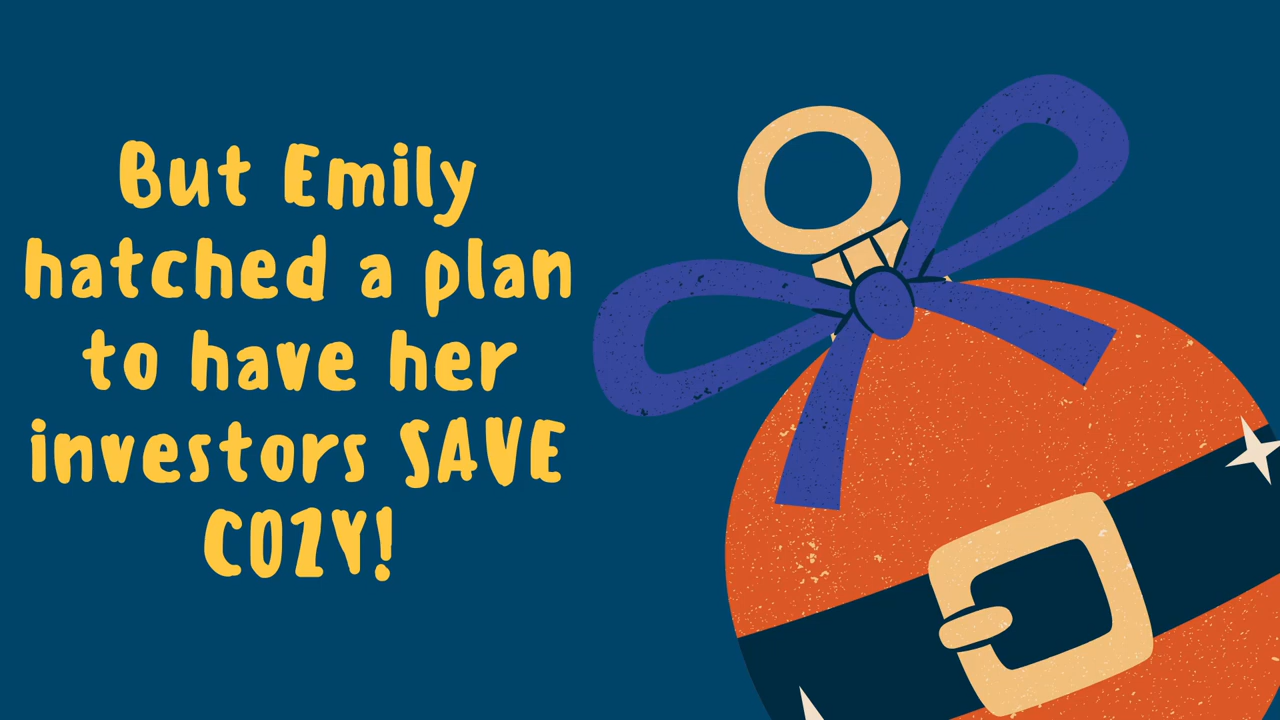 But Emily
hatched a plan
to have her
investors SAVE
COZY!